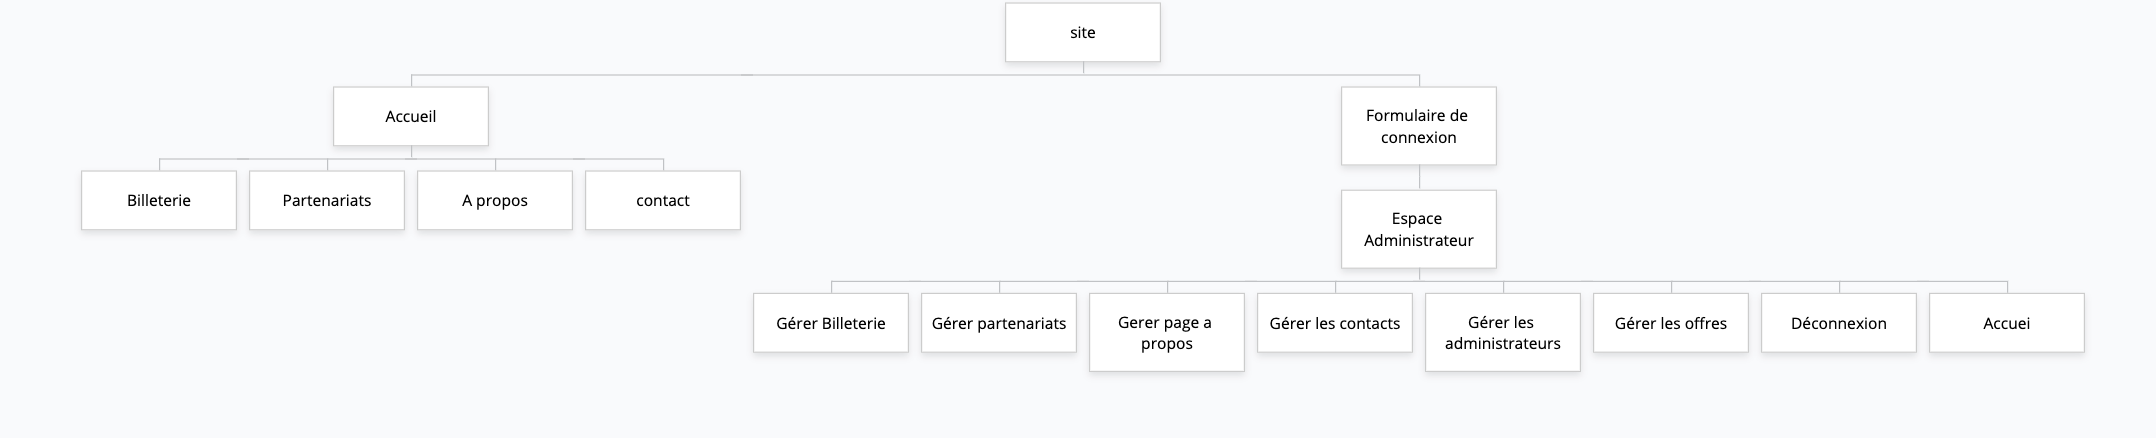 site
Accueil
Formulaire de
connexion
Billeterie
Partenariats
A propos
contact
Espace
Administrateur
Gérer Billeterie
Gérer partenariats
Gerer page a
propos
Gérer les contacts
Gérer les
administrateurs
Gérer les offres
Déconnexion
Accuei